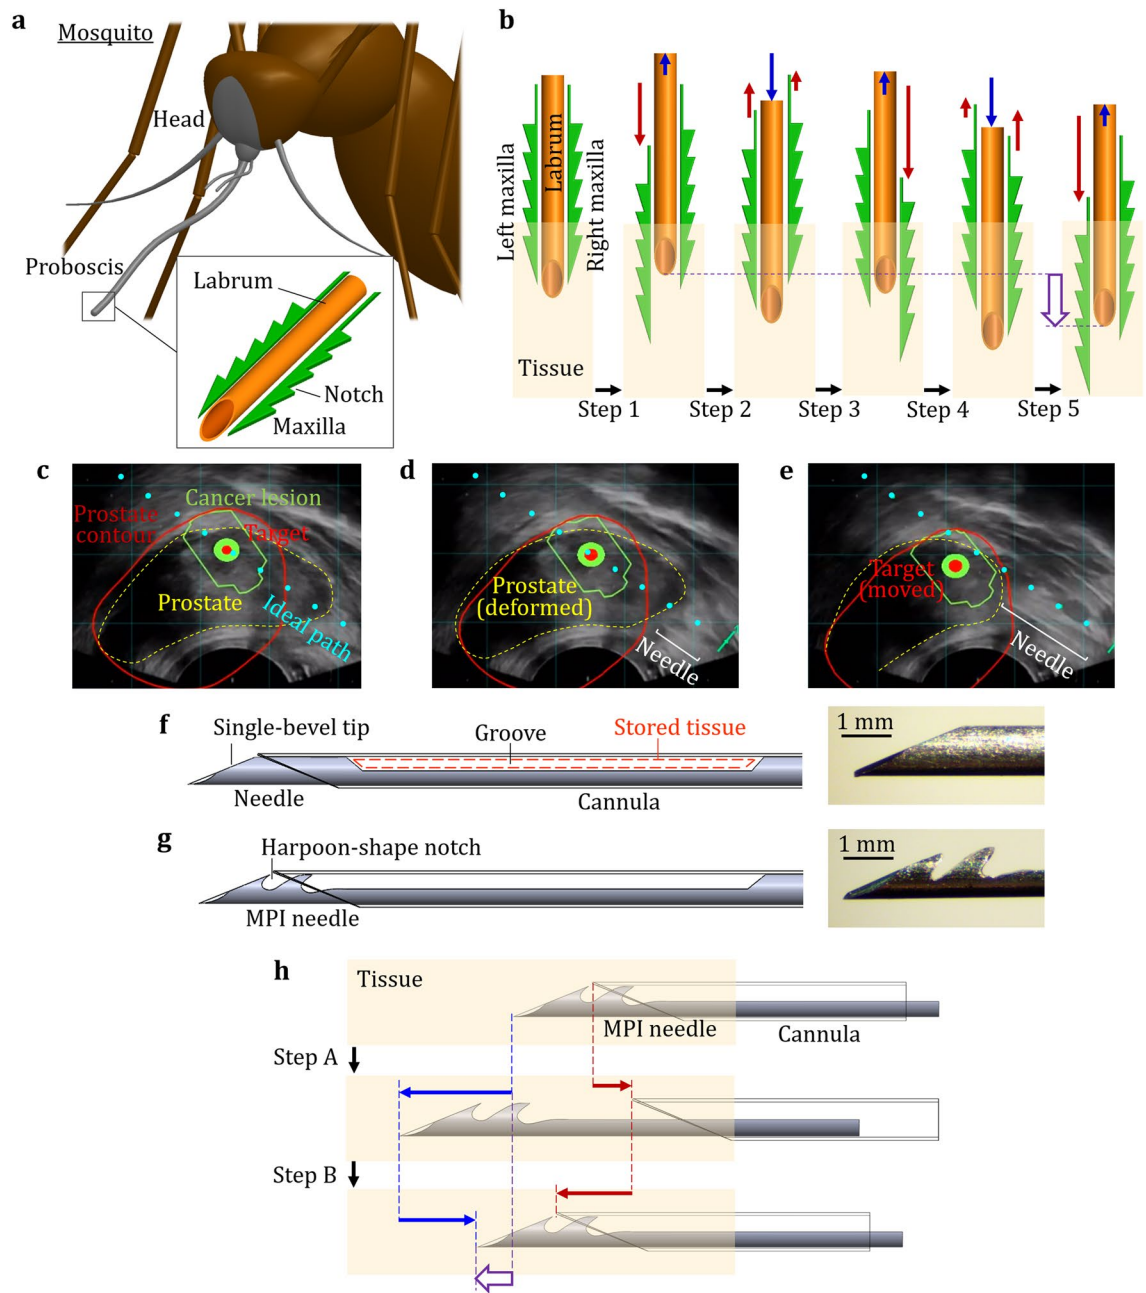 a
Mosquito
Head
Proboscis
Labrum
Notch
Maxilla
b
Left maxilla
Labrum
Right maxilla
Tissue
Step 1
Step 2
Step 3
Step 4
Step 5
c
Cancer lesion
Prostate
contour
Target
Prostate
Ideal path
d
Prostate
(deformed)
Needle
e
Target
(moved)
Needle
f
Single-bevel tip
Groove
Stored tissue
Needle
Cannula
1 mm
g
Harpoon-shape notch
MPI needle
1 mm
h
Tissue
MPI needle
Cannula
Step A
Step B